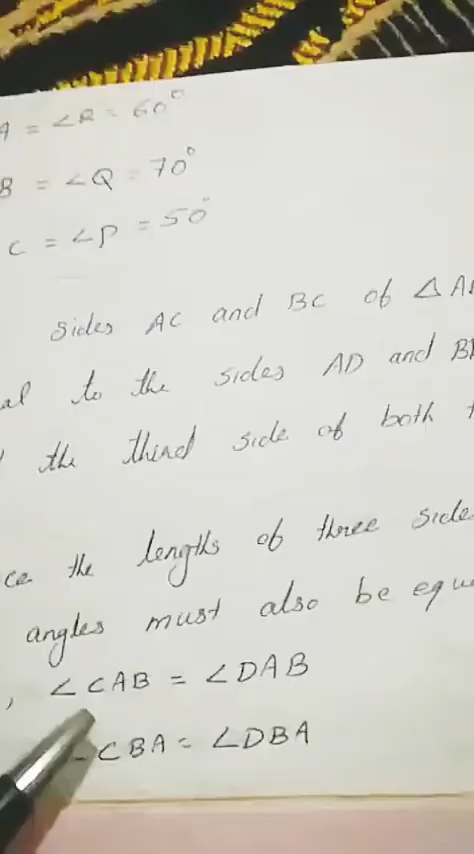 A = ∠R = 60°
B = ∠Q = 70°
C = ∠P = 50°
sides AC and BC of △
to the sides AD and
the third side of both
the lengths of three
angles must also be
, ∠CAB = ∠DAB
∠CBA = ∠DBA